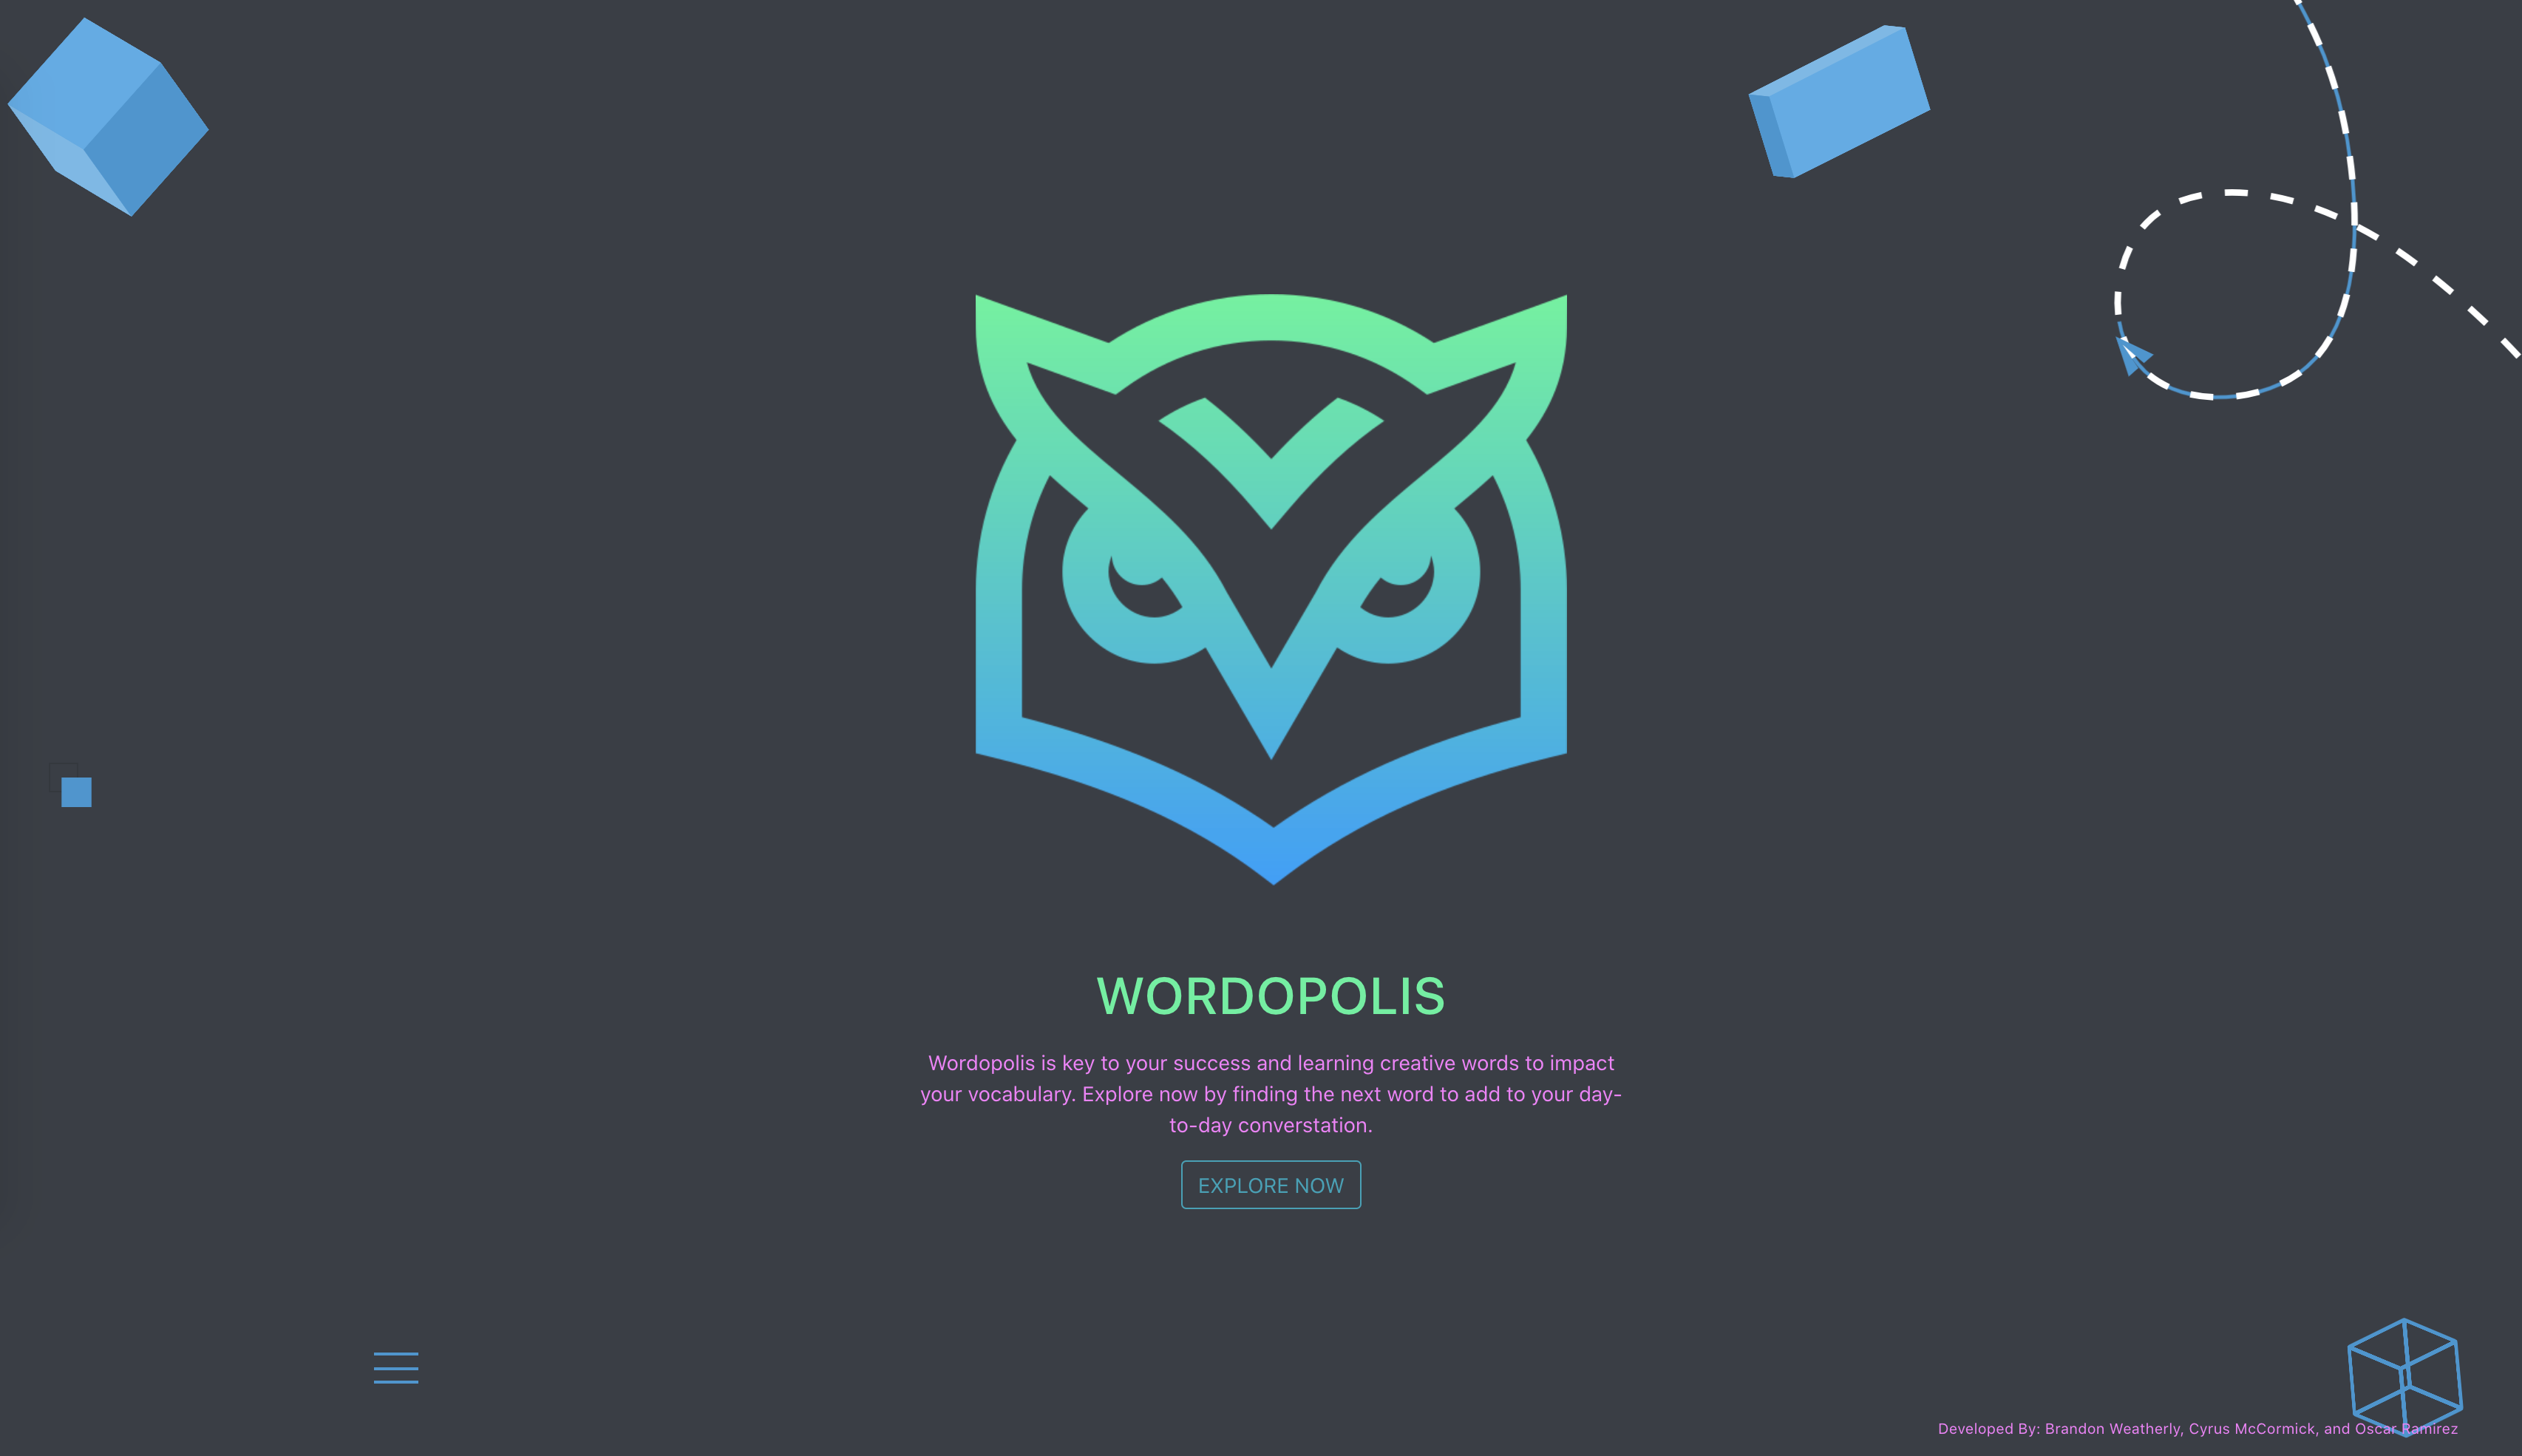 WORDOPOLIS
Wordopolis is key to your success and learning creative words to impact
your vocabulary. Explore now by finding the next word to add to your day-
to-day converstation.
EXPLORE NOW
Developed By: Brandon Weatherly, Cyrus McCormick, and Oscar Ramirez